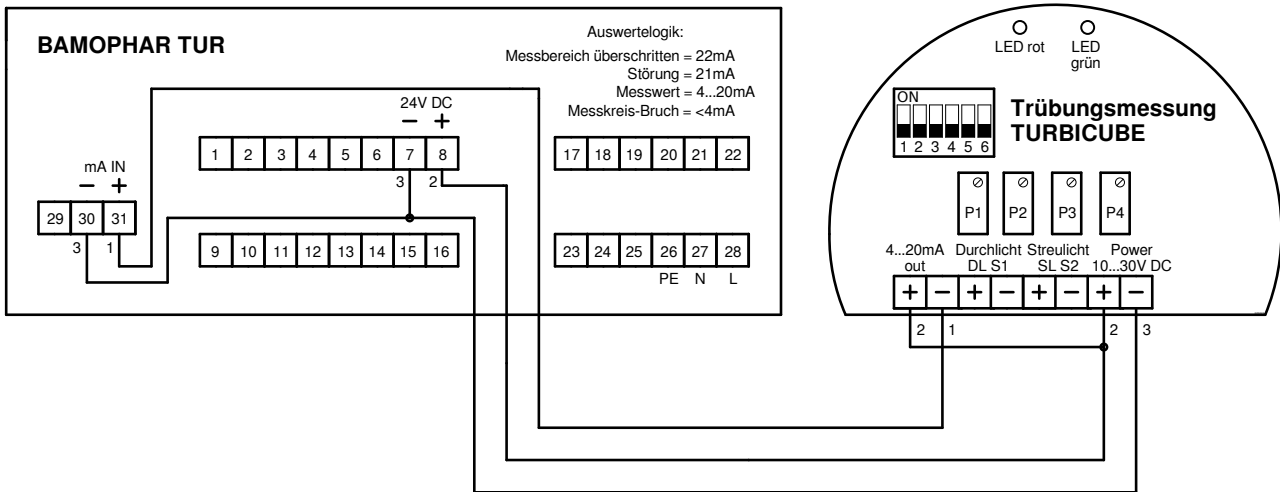 BAMOPHAR TUR
Auswertelogik:
Messbereich überschritten = 22mA
Störung = 21mA
Messwert = 4...20mA
Messkreis-Bruch = <4mA
24V DC
− +
1 2 3 4 5 6 7 8
3 2
17 18 19 20 21 22
mA IN
− +
29 30 31
3 1
9 10 11 12 13 14 15 16
23 24 25 26 27 28
PE N L
LED rot
LED
grün
ON
1 2 3 4 5 6
Trübungsmessung
TURBICUBE
P1 P2 P3 P4
4...20mA
out
Durchlicht
DL S1
Streulicht
SL S2
Power
10...30V DC
+ − + − + − + −
2 1 2 3